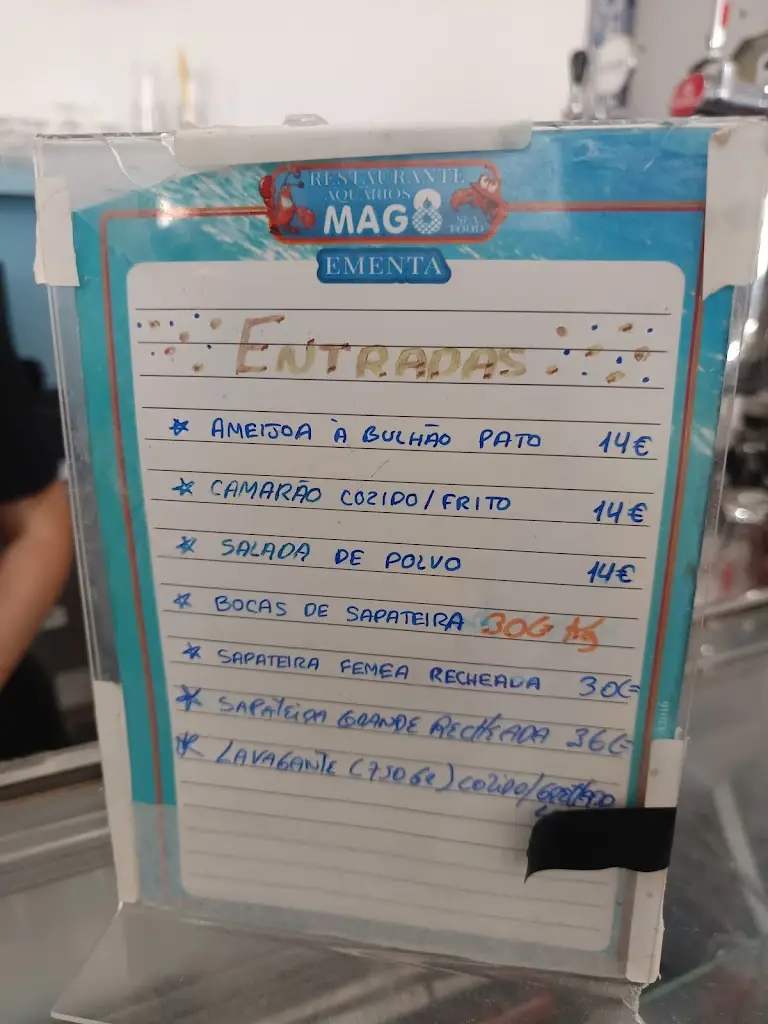 RESTAURANTE
AQUÁRIOS
MAG8
SEA
FOOD
EMENTA
ENTRADAS
AMEIJOA À BULHÃO PATO 14€
CAMARÃO COZIDO/FRITO 14€
SALADA DE POLVO 14€
BOCAS DE SAPATEIRA 30€ Kg
SAPATEIRA FEMEA RECHEADA 30€
SAPATEIRA GRANDE RECHEADA 36€
LAVAGANTE (750GR) COZIDO/GRELHADO